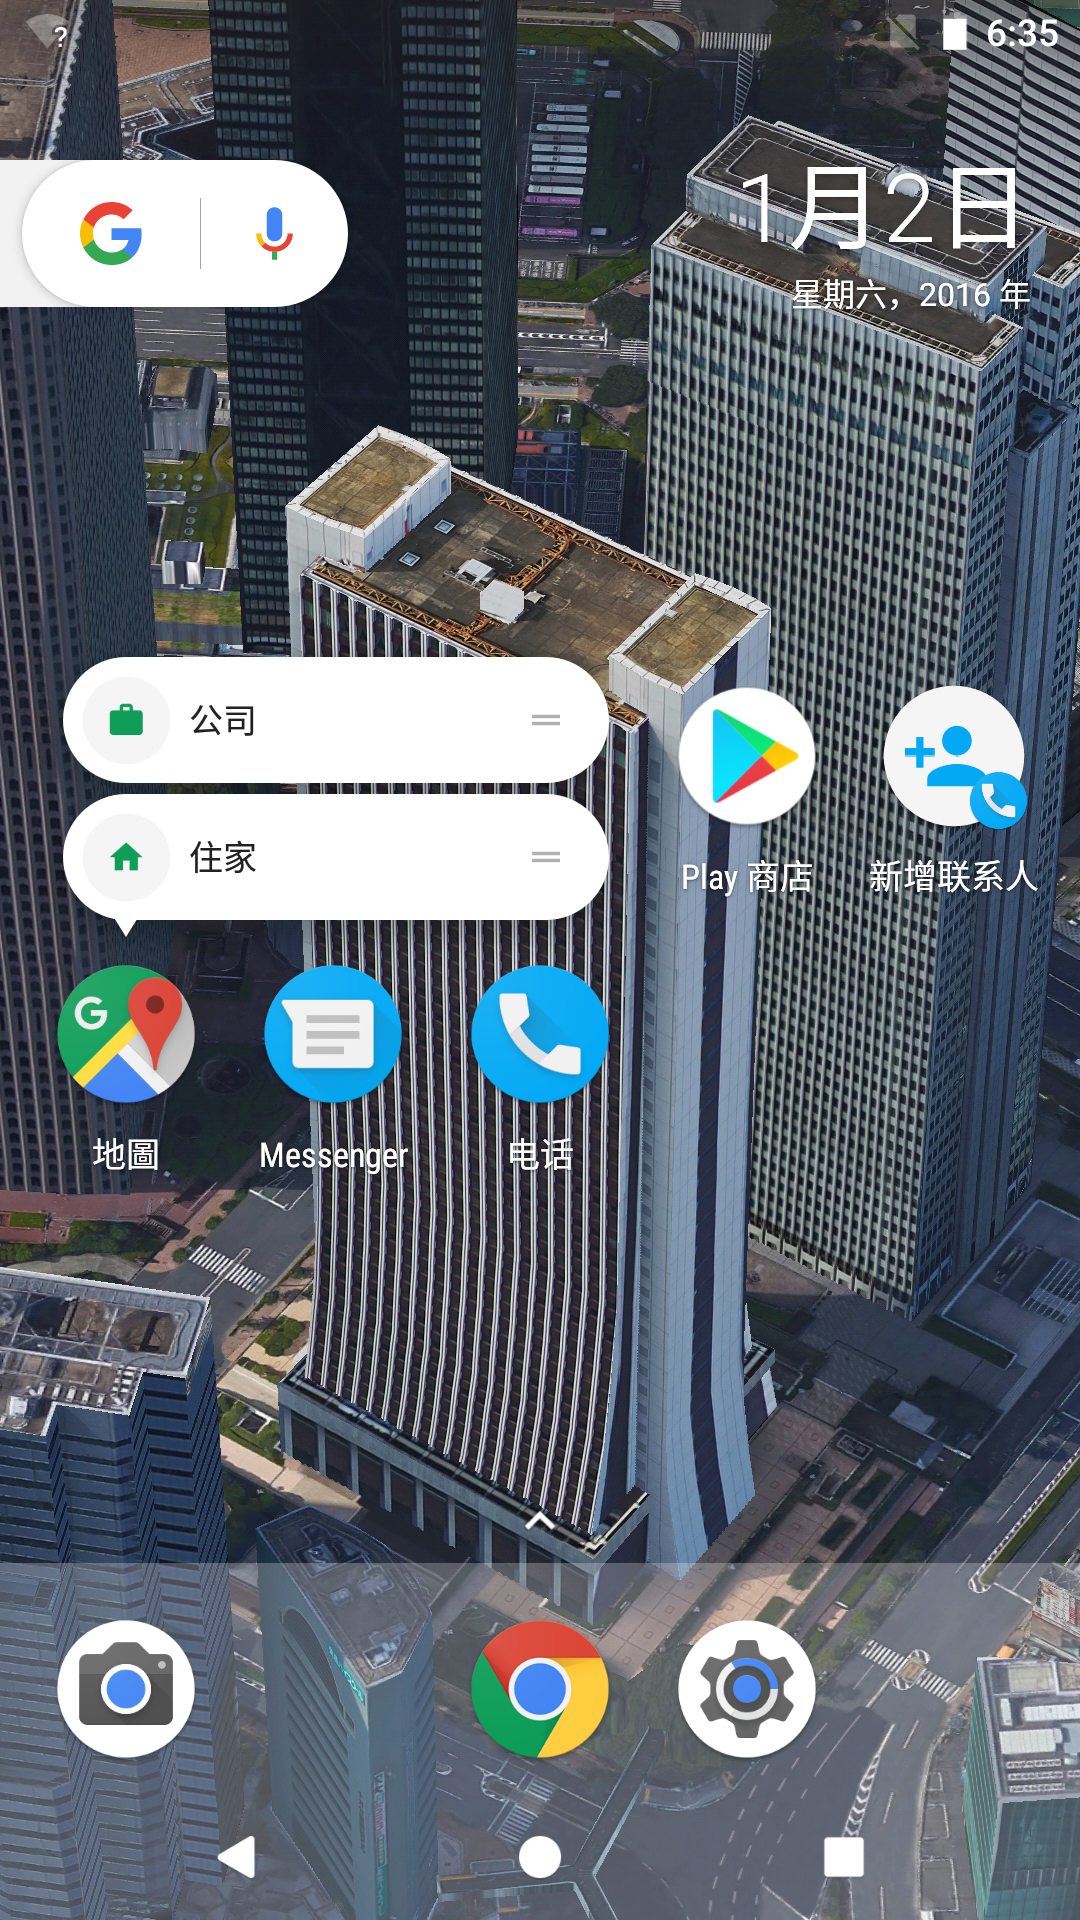 ?
6:35
1月2日
星期六，2016 年
公司
住家
Play 商店
新增联系人
地圖
Messenger
电话